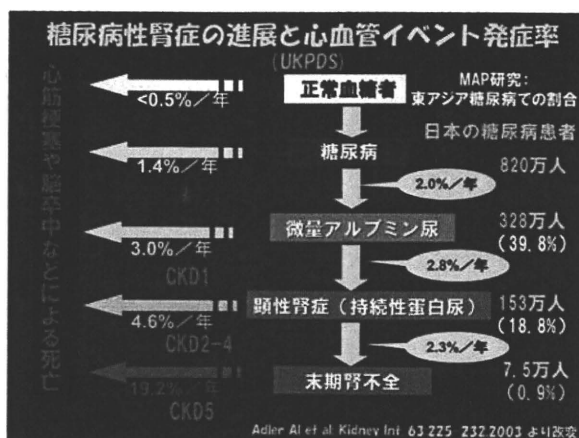 糖尿病性腎症の進展と心血管イベント発症率
(UKPDS)
心筋梗塞や脳卒中などによる死亡
<0.5%/年
正常血糖者
MAP研究:
東アジア糖尿病での割合
日本の糖尿病患者
1.4%/年
糖尿病
820万人
2.0%/年
3.0%/年
微量アルブミン尿
328万人
(39.8%)
CKD1
2.8%/年
4.6%/年
顕性腎症(持続性蛋白尿)
153万人
(18.8%)
CKD2-4
2.3%/年
19.2%/年
末期腎不全
7.5万人
(0.9%)
CKD5
Adler AI et al. Kidney Int 63:225 232.2003 より改変